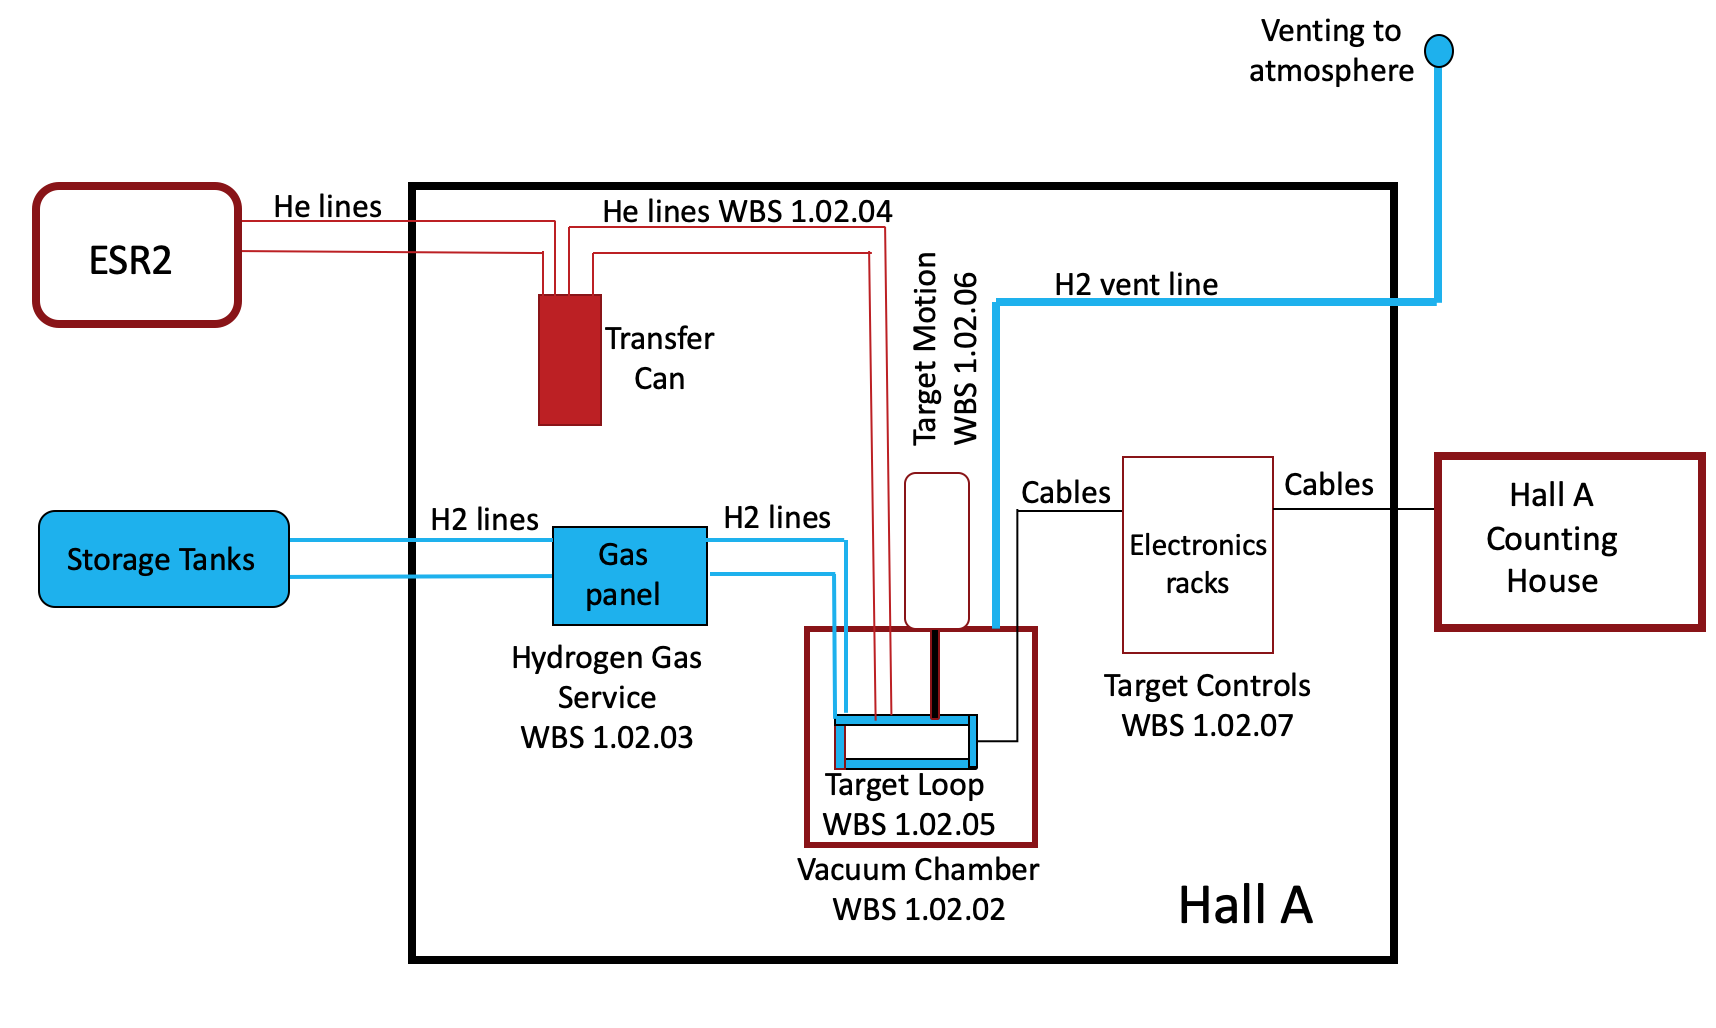 Venting to
atmosphere
He lines
He lines WBS 1.02.04
ESR2
Target Motion
WBS 1.02.06
H2 vent line
Transfer
Can
H2 lines
H2 lines
Cables
Cables
Storage Tanks
Gas
panel
Electronics
racks
Hall A
Counting
House
Hydrogen Gas
Service
WBS 1.02.03
Target Controls
WBS 1.02.07
Target Loop
WBS 1.02.05
Vacuum Chamber
WBS 1.02.02
Hall A